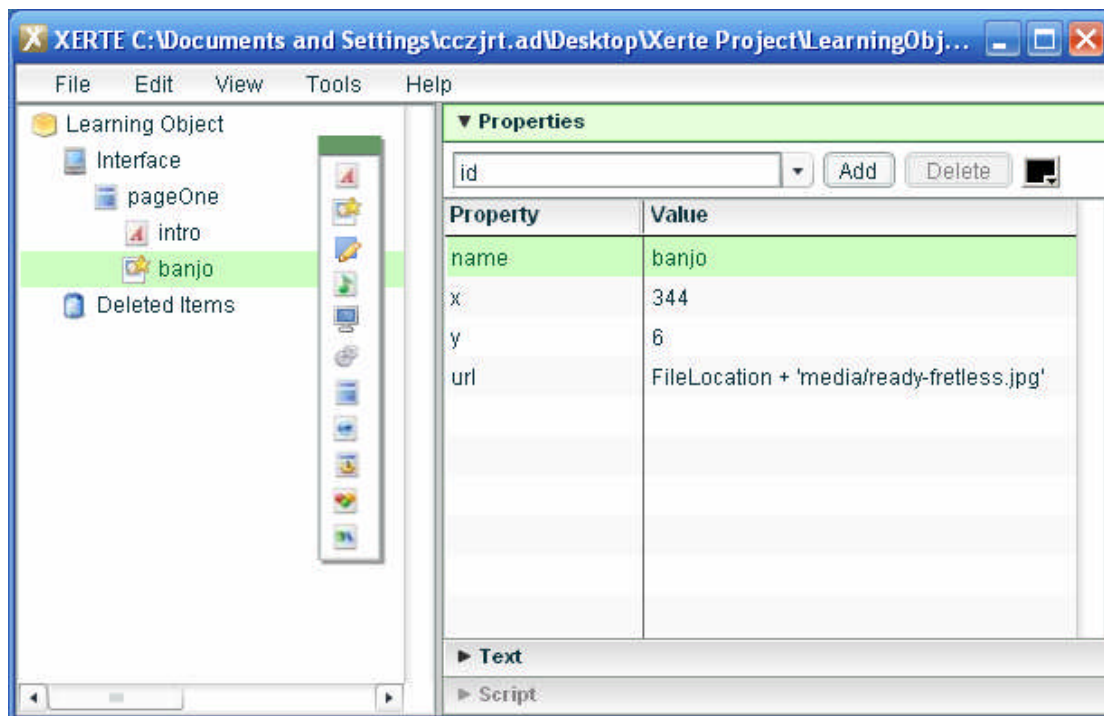 XERTE C:\Documents and Settings\cczjrt.ad\Desktop\Xerte Project\LearningObj...
File Edit View Tools Help
Learning Object
Interface
pageOne
intro
banjo
Deleted Items
Properties
id Add Delete
Property Value
name banjo
x 344
y 6
url FileLocation + 'media/ready-fretless.jpg'
Text
Script